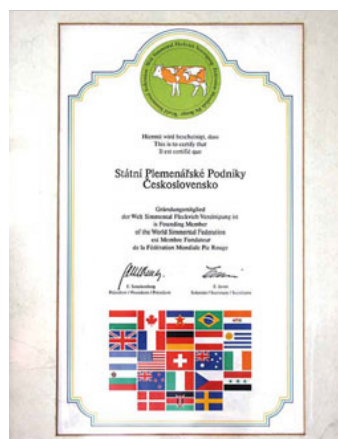 Hiermit wird bescheinigt, dass
This is to certify that
Il est certifié que
Státní Plemenářské Podniky
Československo
Gründungsmitglied
der Welt Simmental Fleckvieh Vereinigung ist
is Founding Member
of the World Simmental Federation
est Membre Fondateur
de la Fédération Mondiale Pie Rouge